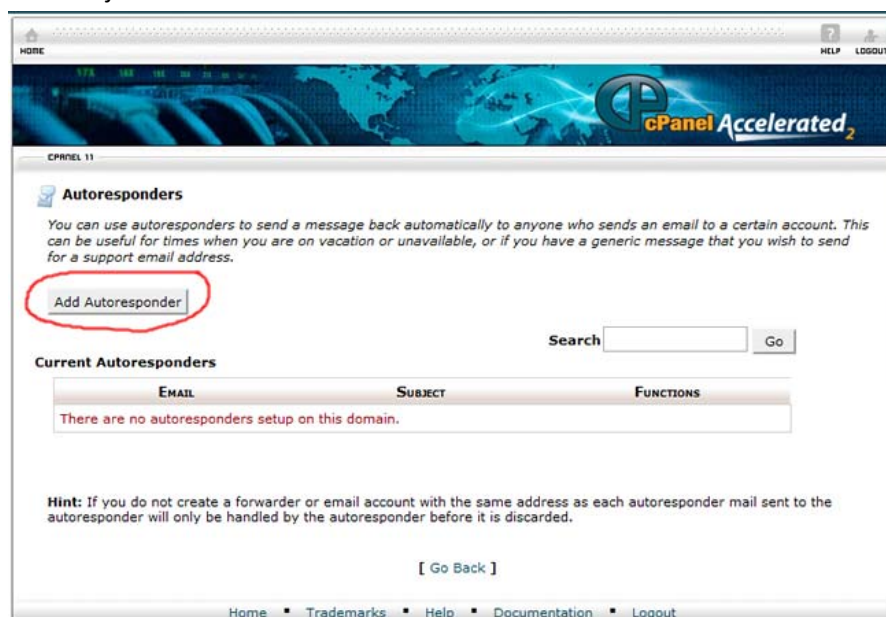 HOME
HELP LOGOUT
cPanel Accelerated2
CPANEL 11
Autoresponders
You can use autoresponders to send a message back automatically to anyone who sends an email to a certain account. This
can be useful for times when you are on vacation or unavailable, or if you have a generic message that you wish to send
for a support email address.
Add Autoresponder
Search Go
Current Autoresponders
EMAIL SUBJECT FUNCTIONS
There are no autoresponders setup on this domain.
Hint: If you do not create a forwarder or email account with the same address as each autoresponder mail sent to the
autoresponder will only be handled by the autoresponder before it is discarded.
[ Go Back ]
Home ▪ Trademarks ▪ Help ▪ Documentation ▪ Logout